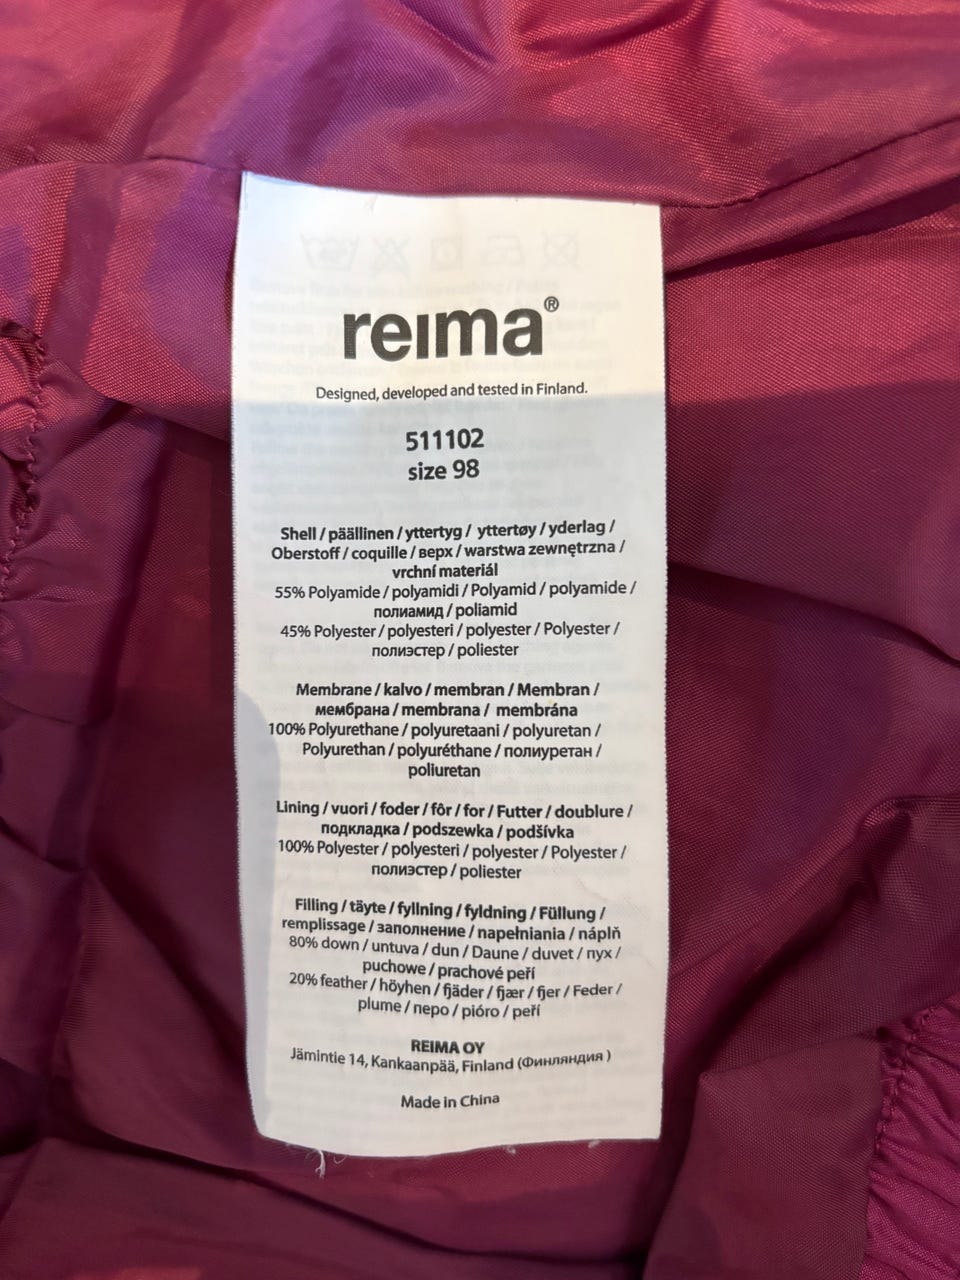 reima®
Designed, developed and tested in Finland.
511102
size 98
Shell / päällinen / yttertyg / yttertøy / yderlag /
Oberstoff / coquille / верх / warstwa zewnętrzna /
vrchní materiál
55% Polyamide / polyamidi / Polyamid / polyamide /
полиамид / poliamid
45% Polyester / polyesteri / polyester / Polyester /
полиэстер / poliester
Membrane / kalvo / membran / Membran /
мембрана / membrana / membrána
100% Polyurethane / polyuretaani / polyuretan /
Polyurethan / polyuréthane / полиуретан /
poliuretan
Lining / vuori / foder / fôr / for / Futter / doublure /
подкладка / podszewka / podšívka
100% Polyester / polyesteri / polyester / Polyester /
полиэстер / poliester
Filling / täyte / fyllning / fyldning / Füllung /
remplissage / заполнение / napełniania / náplň
80% down / untuva / dun / Daune / duvet / пух /
puchowe / prachové peří
20% feather / höyhen / fjäder / fjær / fjer / Feder /
plume / перо / pióro / peří
REIMA OY
Jämintie 14, Kankaanpää, Finland (Финляндия )
Made in China